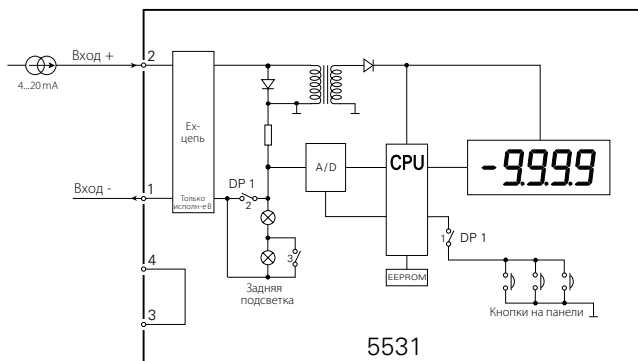 Вход +
2
4...20 mA
Ex-
цепь
Только
исполн-е B
Вход -
1
DP 1
2
A/D
CPU
-9.9.9.9
1
DP 1
EEPROM
3
Задняя
подсветка
4
3
Кнопки на панели
5531